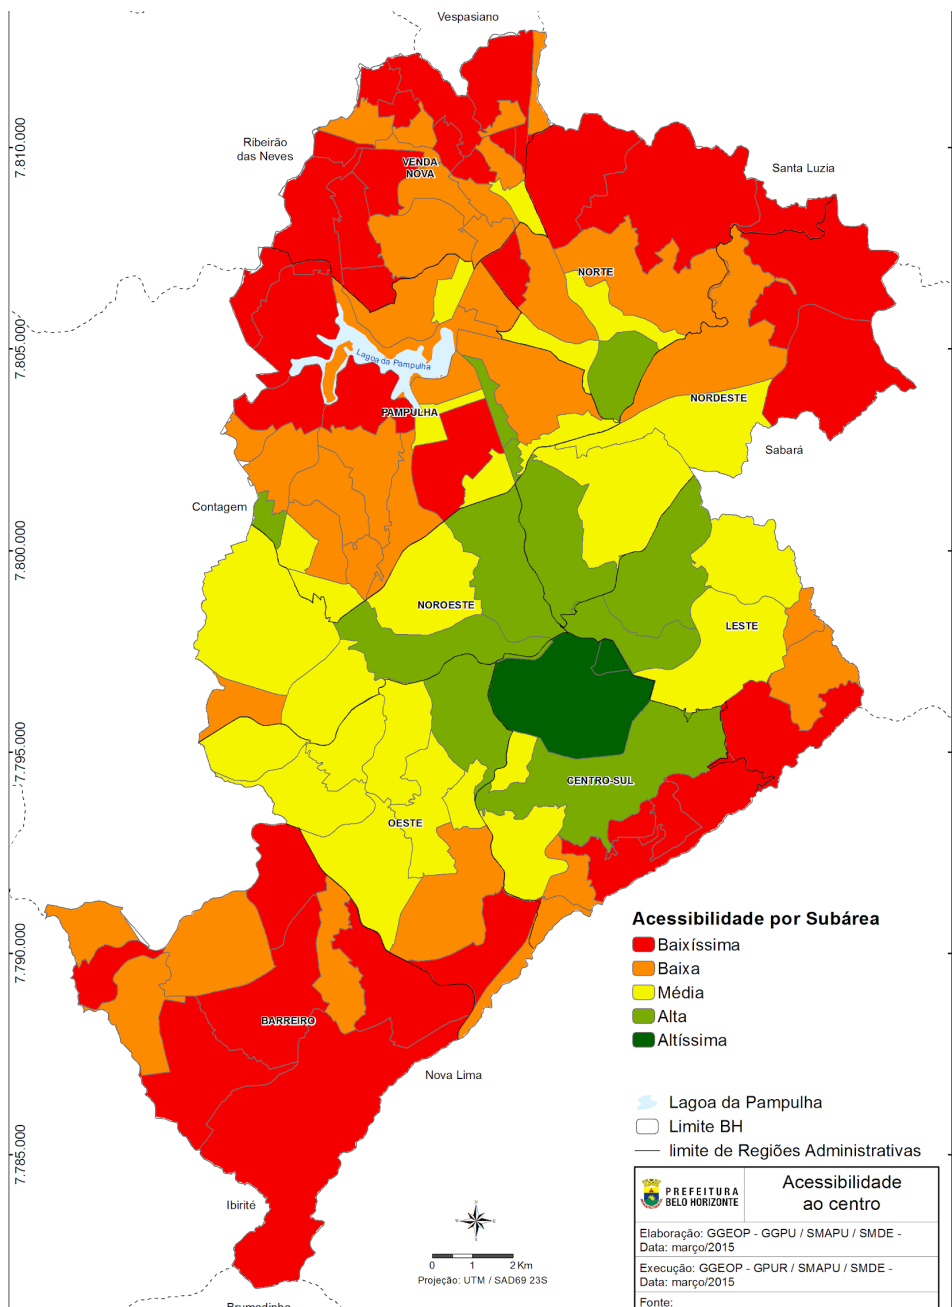 Vespasiano
Ribeirão
das Neves
Santa Luzia
VENDA
NOVA
NORTE
Lagoa da Pampulha
PAMPULHA
NORDESTE
Sabará
Contagem
NOROESTE
LESTE
CENTRO-SUL
OESTE
BARREIRO
Nova Lima
Ibirité
7.810.000
7.805.000
7.800.000
7.795.000
7.790.000
7.785.000
Acessibilidade por Subárea
Baixíssima
Baixa
Média
Alta
Altíssima
Lagoa da Pampulha
Limite BH
limite de Regiões Administrativas
PREFEITURA
BELO HORIZONTE
Acessibilidade
ao centro
Elaboração: GGEOP - GGPU / SMAPU / SMDE -
Data: março/2015
Execução: GGEOP - GPUR / SMAPU / SMDE -
Data: março/2015
Fonte:
N
W
E
S
0 1 2 Km
Projeção: UTM / SAD69 23S
Brumadinho